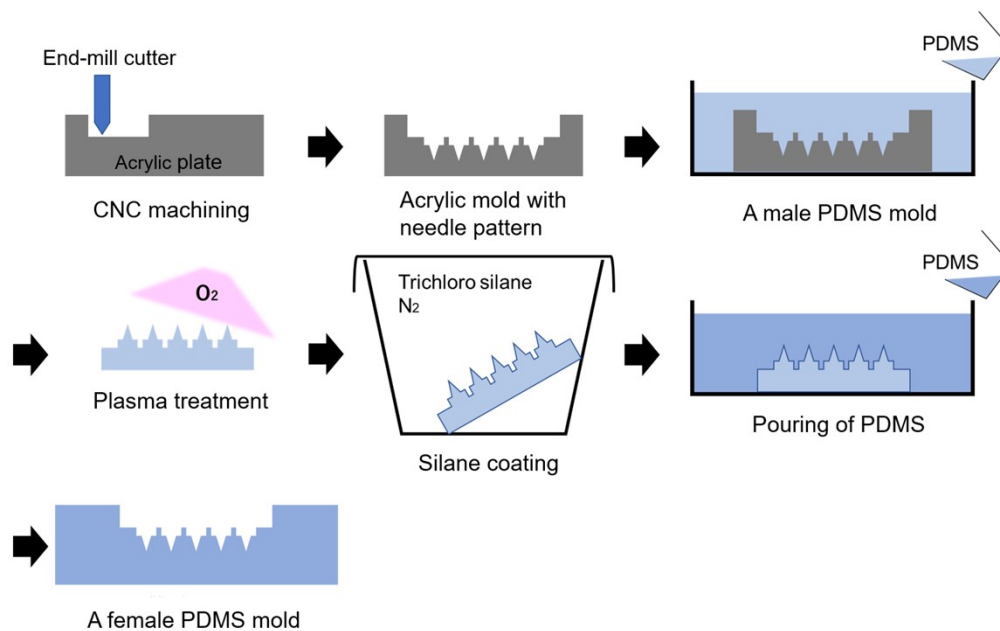 End-mill cutter
Acrylic plate
CNC machining
Acrylic mold with
needle pattern
PDMS
A male PDMS mold
O₂
Plasma treatment
Trichloro silane
N₂
Silane coating
PDMS
Pouring of PDMS
A female PDMS mold